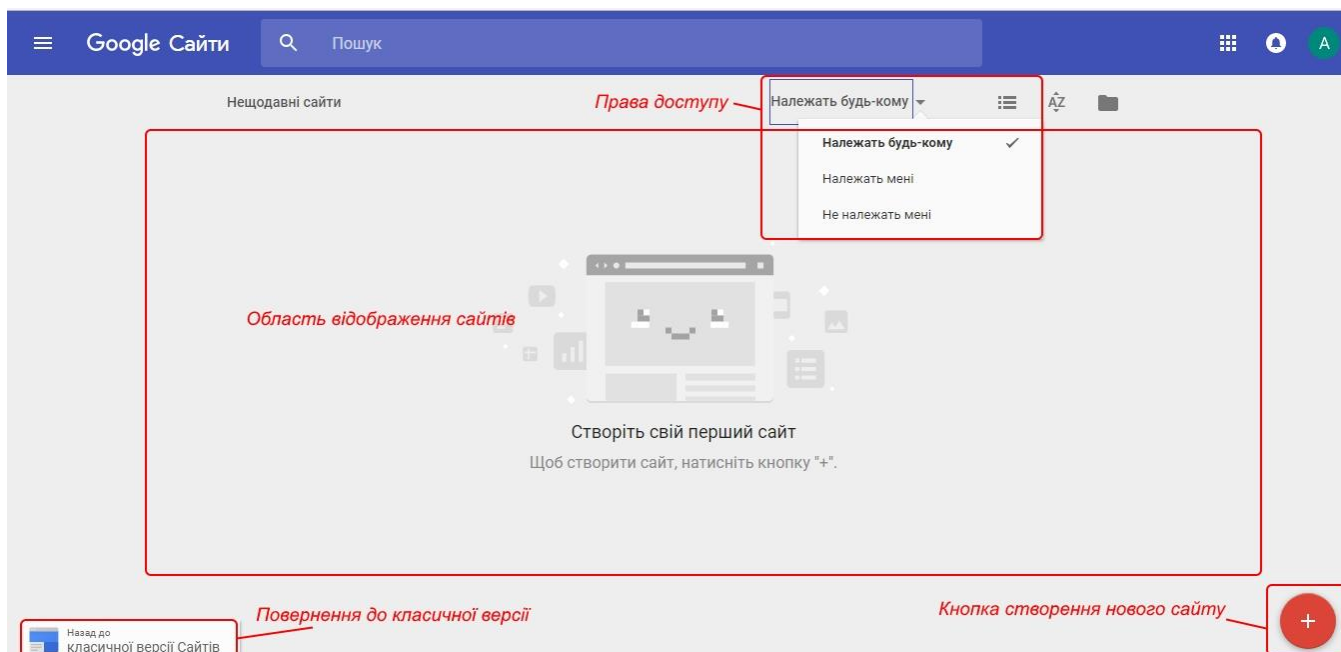 Google Сайти
Пошук
A
Нещодавні сайти
Права доступу
Належать будь-кому
AZ
Належать будь-кому
Належать мені
Не належать мені
Область відображення сайтів
Створіть свій перший сайт
Щоб створити сайт, натисніть кнопку "+".
Повернення до класичної версії
Кнопка створення нового сайту
+
Назад до
класичної версії Сайтів